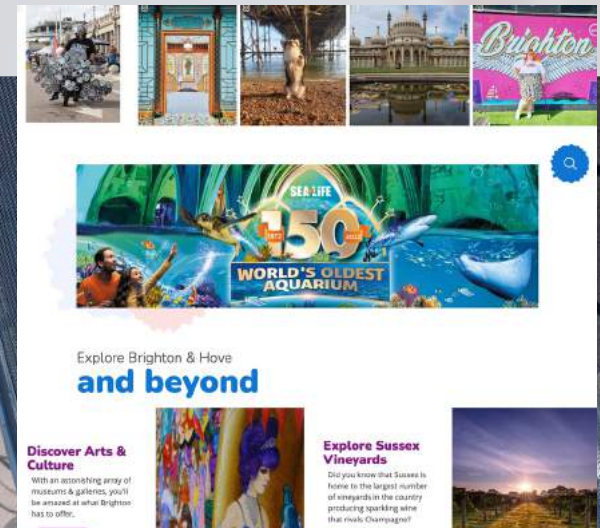 Brighton
SEA LIFE
150
1872 2022
WORLD'S OLDEST
AQUARIUM
Explore Brighton & Hove
and beyond
Discover Arts &
Culture
With an astonishing array of
museums & galleries, you'll
be amazed at what Brighton
has to offer.
Explore Sussex
Vineyards
Did you know that Sussex is
home to the largest number
of vineyards in the country
producing sparkling wine
that rivals Champagne?